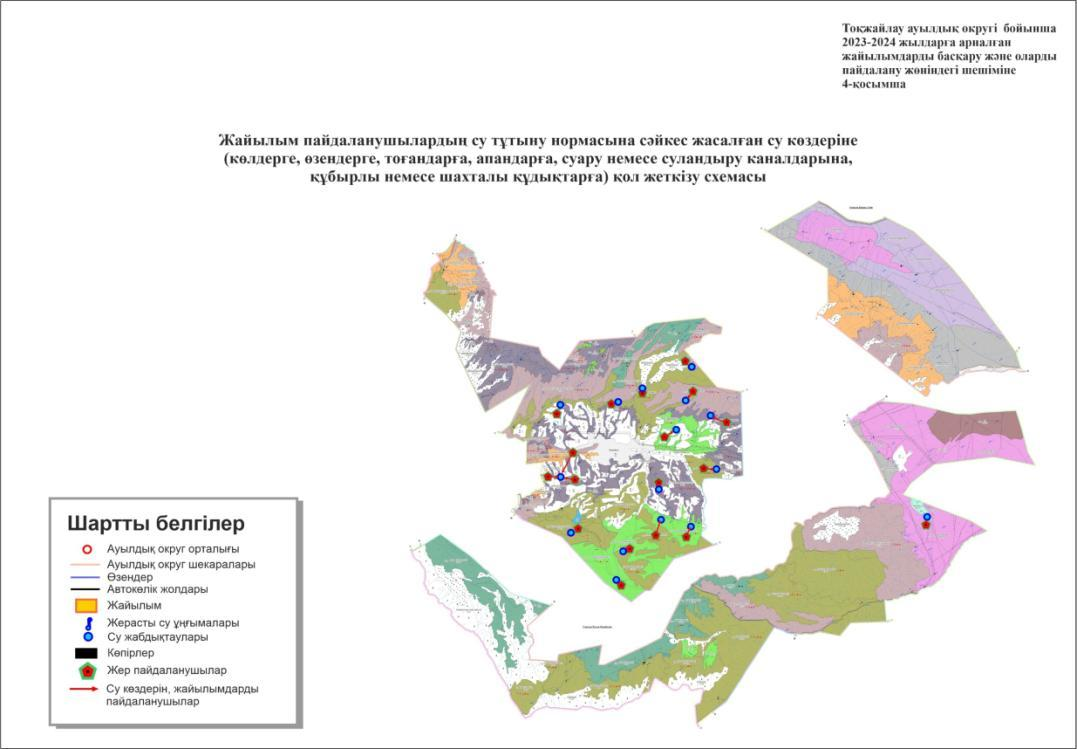 Тоқжайлау ауылдық округі бойынша
2023-2024 жылдарға арналған
жайылымдарды басқару және оларды
пайдалану жөніндегі шешіміне
4-қосымша
Жайылым пайдаланушылардың су тұтыну нормасына сәйкес жасалған су көздеріне
(көлдерге, өзендерге, тоғандарға, апандарға, суару немесе суландыру каналдарына,
құбырлы немесе шахталы құдықтарға) қол жеткізу схемасы
Шартты белгілер
Ауылдық округ орталығы
Ауылдық округ шекаралары
Өзендер
Автокөлік жолдары
Жайылым
Жерасты су ұңғымалары
Су жабдықтаулары
Көпірлер
Жер пайдаланушылар
Су көздерін, жайылымдарды
пайдаланушылар